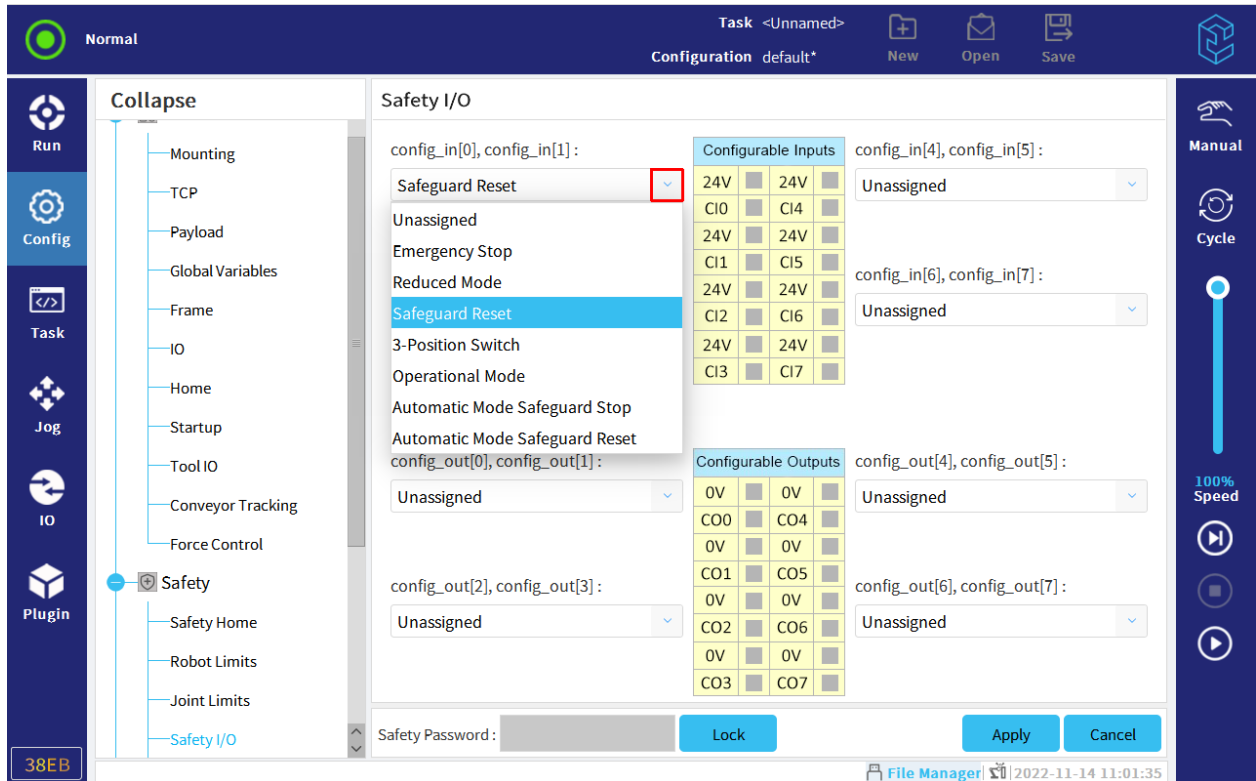 Normal
Task <Unnamed>
Configuration default*
New
Open
Save
Run
Config
Task
Jog
IO
Plugin
38EB
Collapse
Mounting
TCP
Payload
Global Variables
Frame
IO
Home
Startup
Tool IO
Conveyor Tracking
Force Control
Safety
Safety Home
Robot Limits
Joint Limits
Safety I/O
Safety I/O
config_in[0], config_in[1] :
Safeguard Reset
Unassigned
Emergency Stop
Reduced Mode
Safeguard Reset
3-Position Switch
Operational Mode
Automatic Mode Safeguard Stop
Automatic Mode Safeguard Reset
Configurable Inputs
24V 24V
CI0 CI4
24V 24V
CI1 CI5
24V 24V
CI2 CI6
24V 24V
CI3 CI7
config_in[4], config_in[5] :
Unassigned
config_in[6], config_in[7] :
Unassigned
config_out[0], config_out[1] :
Unassigned
config_out[2], config_out[3] :
Unassigned
Configurable Outputs
0V 0V
CO0 CO4
0V 0V
CO1 CO5
0V 0V
CO2 CO6
0V 0V
CO3 CO7
config_out[4], config_out[5] :
Unassigned
config_out[6], config_out[7] :
Unassigned
Safety Password :
Lock
Apply
Cancel
File Manager
2022-11-14 11:01:35
Manual
Cycle
100%
Speed